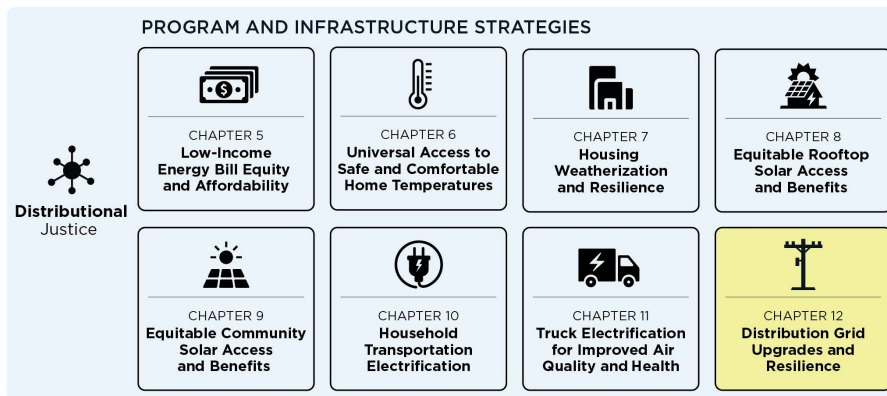 PROGRAM AND INFRASTRUCTURE STRATEGIES
Distributional
Justice
$
CHAPTER 5
Low-Income
Energy Bill Equity
and Affordability
CHAPTER 6
Universal Access to
Safe and Comfortable
Home Temperatures
CHAPTER 7
Housing
Weatherization
and Resilience
CHAPTER 8
Equitable Rooftop
Solar Access
and Benefits
CHAPTER 9
Equitable Community
Solar Access
and Benefits
CHAPTER 10
Household
Transportation
Electrification
CHAPTER 11
Truck Electrification
for Improved Air
Quality and Health
CHAPTER 12
Distribution Grid
Upgrades and
Resilience